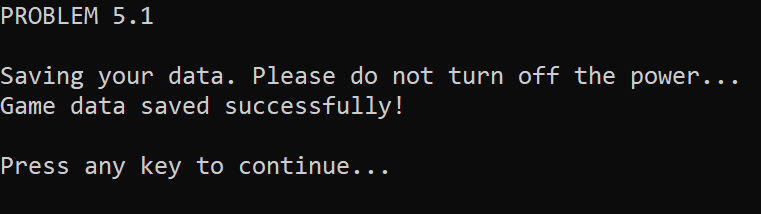 PROBLEM 5.1
Saving your data. Please do not turn off the power...
Game data saved successfully!
Press any key to continue...